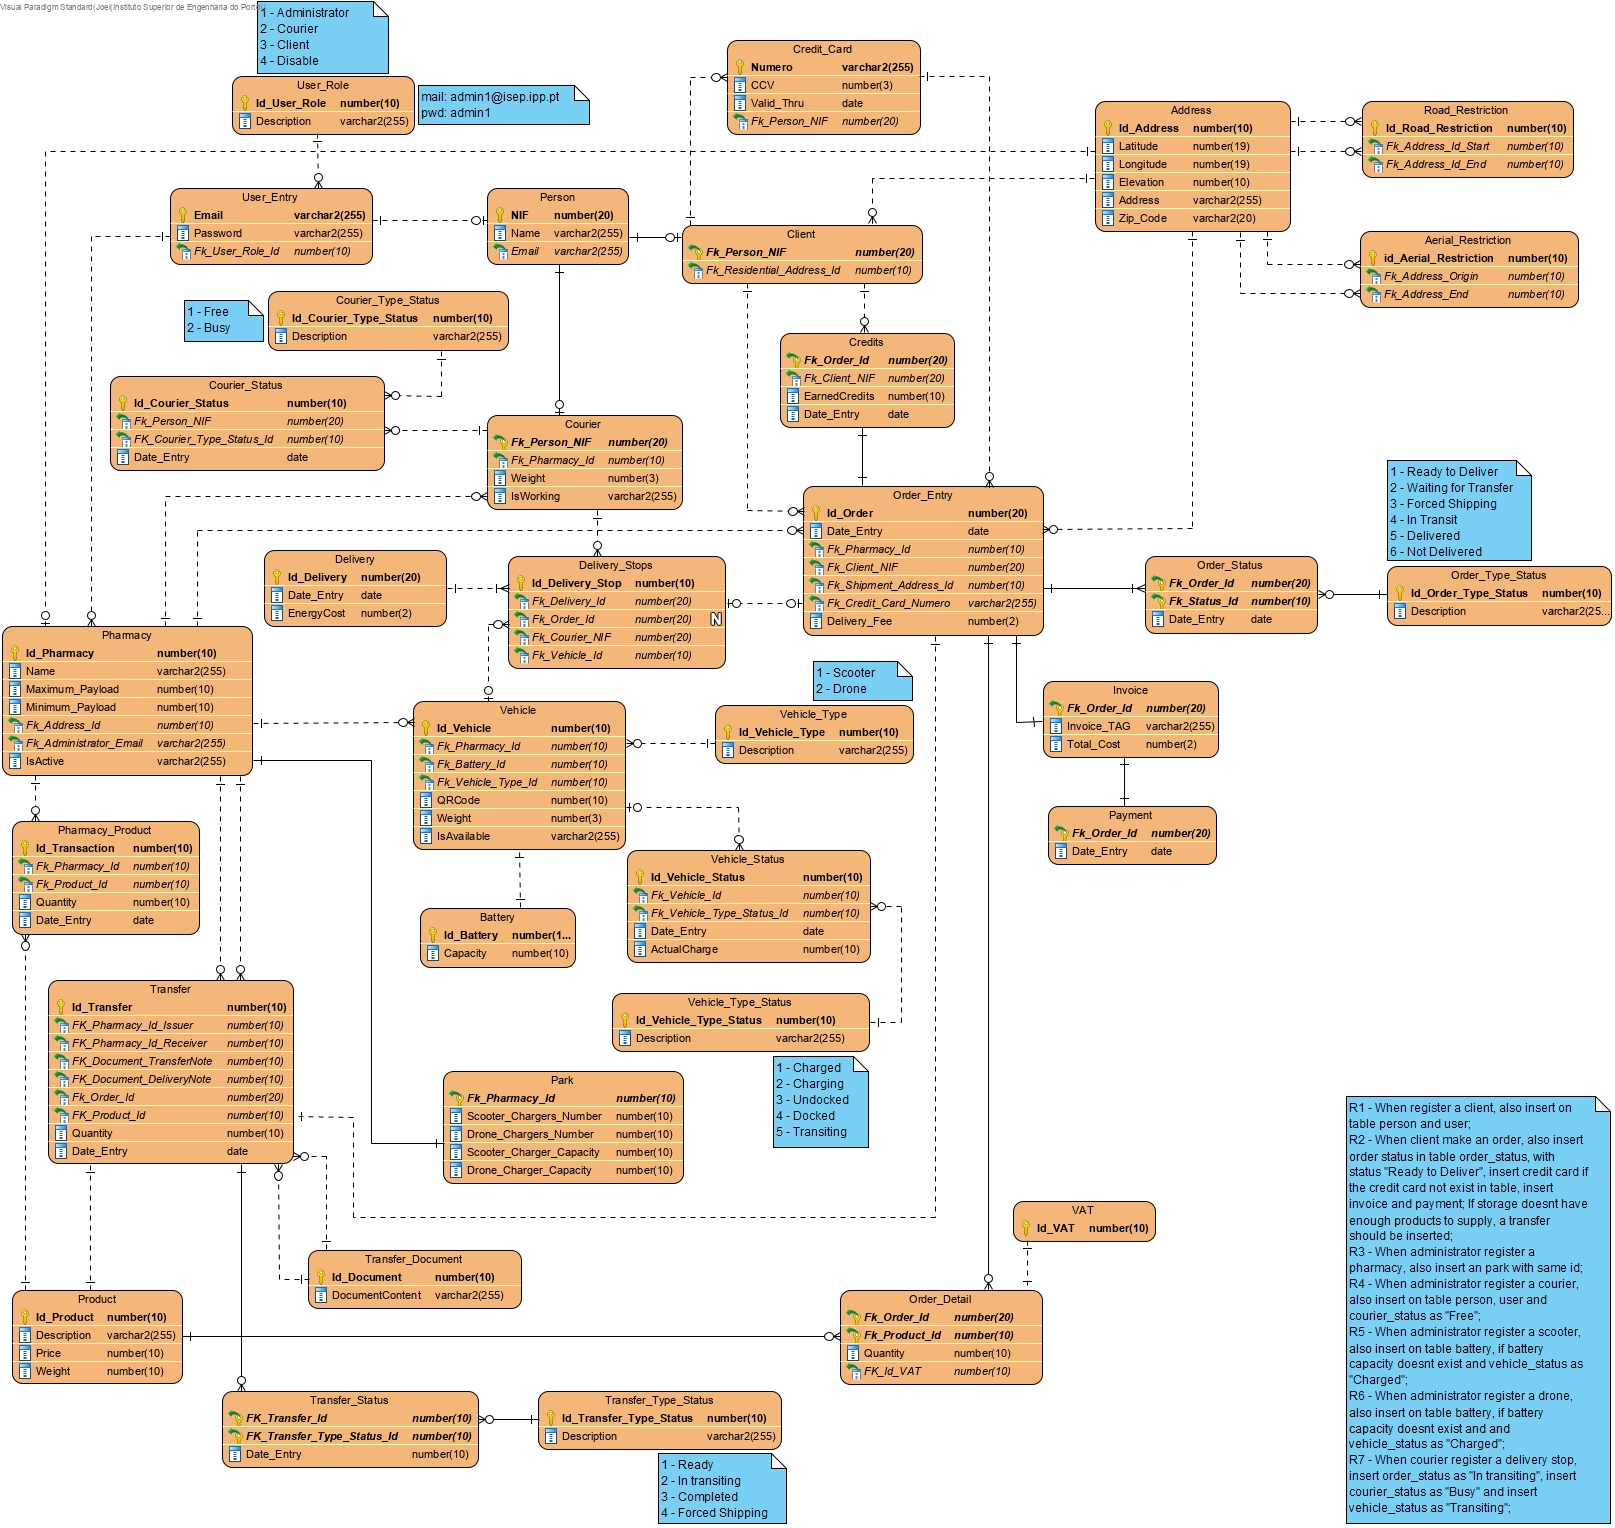 Visual Paradigm Standard(Joel(Instituto Superior de Engenharia do Porto
1 - Administrator
2 - Courier
3 - Client
4 - Disable
User_Role
Id_User_Role number(10)
Description varchar2(255)
mail: admin1@isep.ipp.pt
pwd: admin1
Credit_Card
Numero varchar2(255)
CCV number(3)
Valid_Thru date
Fk_Person_NIF number(20)
Address
Id_Address number(10)
Latitude number(19)
Longitude number(19)
Elevation number(10)
Address varchar2(255)
Zip_Code varchar2(20)
Road_Restriction
Id_Road_Restriction number(10)
Fk_Address_Id_Start number(10)
Fk_Address_Id_End number(10)
User_Entry
Email varchar2(255)
Password varchar2(255)
Fk_User_Role_Id number(10)
Person
NIF number(20)
Name varchar2(255)
Email varchar2(255)
Client
Fk_Person_NIF number(20)
Fk_Residential_Address_Id number(10)
Aerial_Restriction
id_Aerial_Restriction number(10)
Fk_Address_Origin number(10)
Fk_Address_End number(10)
1 - Free
2 - Busy
Courier_Type_Status
Id_Courier_Type_Status number(10)
Description varchar2(255)
Credits
Fk_Order_Id number(20)
Fk_Client_NIF number(20)
EarnedCredits number(10)
Date_Entry date
Courier_Status
Id_Courier_Status number(10)
Fk_Person_NIF number(20)
FK_Courier_Type_Status_Id number(10)
Date_Entry date
Courier
Fk_Person_NIF number(20)
Fk_Pharmacy_Id number(10)
Weight number(3)
IsWorking varchar2(255)
Order_Entry
Id_Order number(20)
Date_Entry date
Fk_Pharmacy_Id number(10)
Fk_Client_NIF number(20)
Fk_Shipment_Address_Id number(10)
Fk_Credit_Card_Numero varchar2(255)
Delivery_Fee number(2)
1 - Ready to Deliver
2 - Waiting for Transfer
3 - Forced Shipping
4 - In Transit
5 - Delivered
6 - Not Delivered
Delivery
Id_Delivery number(20)
Date_Entry date
EnergyCost number(2)
Delivery_Stops
Id_Delivery_Stop number(10)
Fk_Delivery_Id number(20)
Fk_Order_Id number(20) N
Fk_Courier_NIF number(20)
Fk_Vehicle_Id number(10)
Order_Status
Fk_Order_Id number(20)
Fk_Status_Id number(10)
Date_Entry date
Order_Type_Status
Id_Order_Type_Status number(10)
Description varchar2(25...
Pharmacy
Id_Pharmacy number(10)
Name varchar2(255)
Maximum_Payload number(10)
Minimum_Payload number(10)
Fk_Address_Id number(10)
Fk_Administrator_Email varchar2(255)
IsActive varchar2(255)
1 - Scooter
2 - Drone
Vehicle
Id_Vehicle number(10)
Fk_Pharmacy_Id number(10)
Fk_Battery_Id number(10)
Fk_Vehicle_Type_Id number(10)
QRCode number(10)
Weight number(3)
IsAvailable varchar2(255)
Vehicle_Type
Id_Vehicle_Type number(10)
Description varchar2(255)
Invoice
Fk_Order_Id number(20)
Invoice_TAG varchar2(255)
Total_Cost number(2)
Payment
Fk_Order_Id number(20)
Date_Entry date
Pharmacy_Product
Id_Transaction number(10)
Fk_Pharmacy_Id number(10)
Fk_Product_Id number(10)
Quantity number(10)
Date_Entry date
Battery
Id_Battery number(1...
Capacity number(10)
Vehicle_Status
Id_Vehicle_Status number(10)
Fk_Vehicle_Id number(10)
Fk_Vehicle_Type_Status_Id number(10)
Date_Entry date
ActualCharge number(10)
Transfer
Id_Transfer number(10)
FK_Pharmacy_Id_Issuer number(10)
FK_Pharmacy_Id_Receiver number(10)
FK_Document_TransferNote number(10)
FK_Document_DeliveryNote number(10)
Fk_Order_Id number(20)
FK_Product_Id number(10)
Quantity number(10)
Date_Entry date
Vehicle_Type_Status
Id_Vehicle_Type_Status number(10)
Description varchar2(255)
1 - Charged
2 - Charging
3 - Undocked
4 - Docked
5 - Transiting
Park
Fk_Pharmacy_Id number(10)
Scooter_Chargers_Number number(10)
Drone_Chargers_Number number(10)
Scooter_Charger_Capacity number(10)
Drone_Charger_Capacity number(10)
R1 - When register a client, also insert on
table person and user;
R2 - When client make an order, also insert
order status in table order_status, with
status "Ready to Deliver", insert credit card if
the credit card not exist in table, insert
invoice and payment; If storage doesnt have
enough products to supply, a transfer
should be inserted;
R3 - When administrator register a
pharmacy, also insert an park with same id;
R4 - When administrator register a courier,
also insert on table person, user and
courier_status as "Free";
R5 - When administrator register a scooter,
also insert on table battery, if battery
capacity doesnt exist and vehicle_status as
"Charged";
R6 - When administrator register a drone,
also insert on table battery, if battery
capacity doesnt exist and and
vehicle_status as "Charged";
R7 - When courier register a delivery stop,
insert order_status as "In transiting", insert
courier_status as "Busy" and insert
vehicle_status as "Transiting";
VAT
Id_VAT number(10)
Transfer_Document
Id_Document number(10)
DocumentContent varchar2(255)
Product
Id_Product number(10)
Description varchar2(255)
Price number(10)
Weight number(10)
Order_Detail
Fk_Order_Id number(20)
Fk_Product_Id number(10)
Quantity number(10)
FK_Id_VAT number(10)
Transfer_Status
FK_Transfer_Id number(10)
FK_Transfer_Type_Status_Id number(10)
Date_Entry number(10)
Transfer_Type_Status
Id_Transfer_Type_Status number(10)
Description varchar2(255)
1 - Ready
2 - In transiting
3 - Completed
4 - Forced Shipping